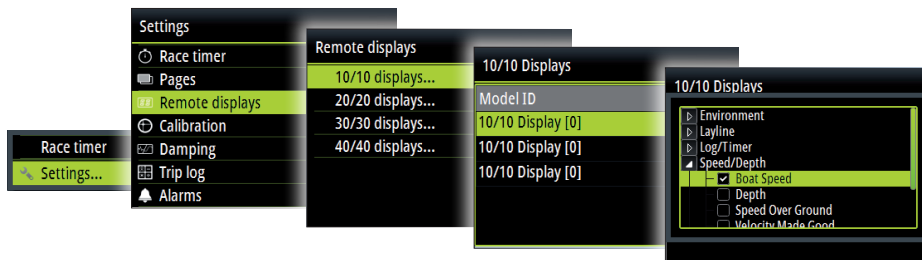 Race timer
Settings...
Settings
Race timer
Pages
Remote displays
Calibration
Damping
Trip log
Alarms
Remote displays
10/10 displays...
20/20 displays...
30/30 displays...
40/40 displays...
10/10 Displays
Model ID
10/10 Display [0]
10/10 Display [0]
10/10 Display [0]
10/10 Displays
Environment
Layline
Log/Timer
Speed/Depth
Boat Speed
Depth
Speed Over Ground
Velocity Made Good